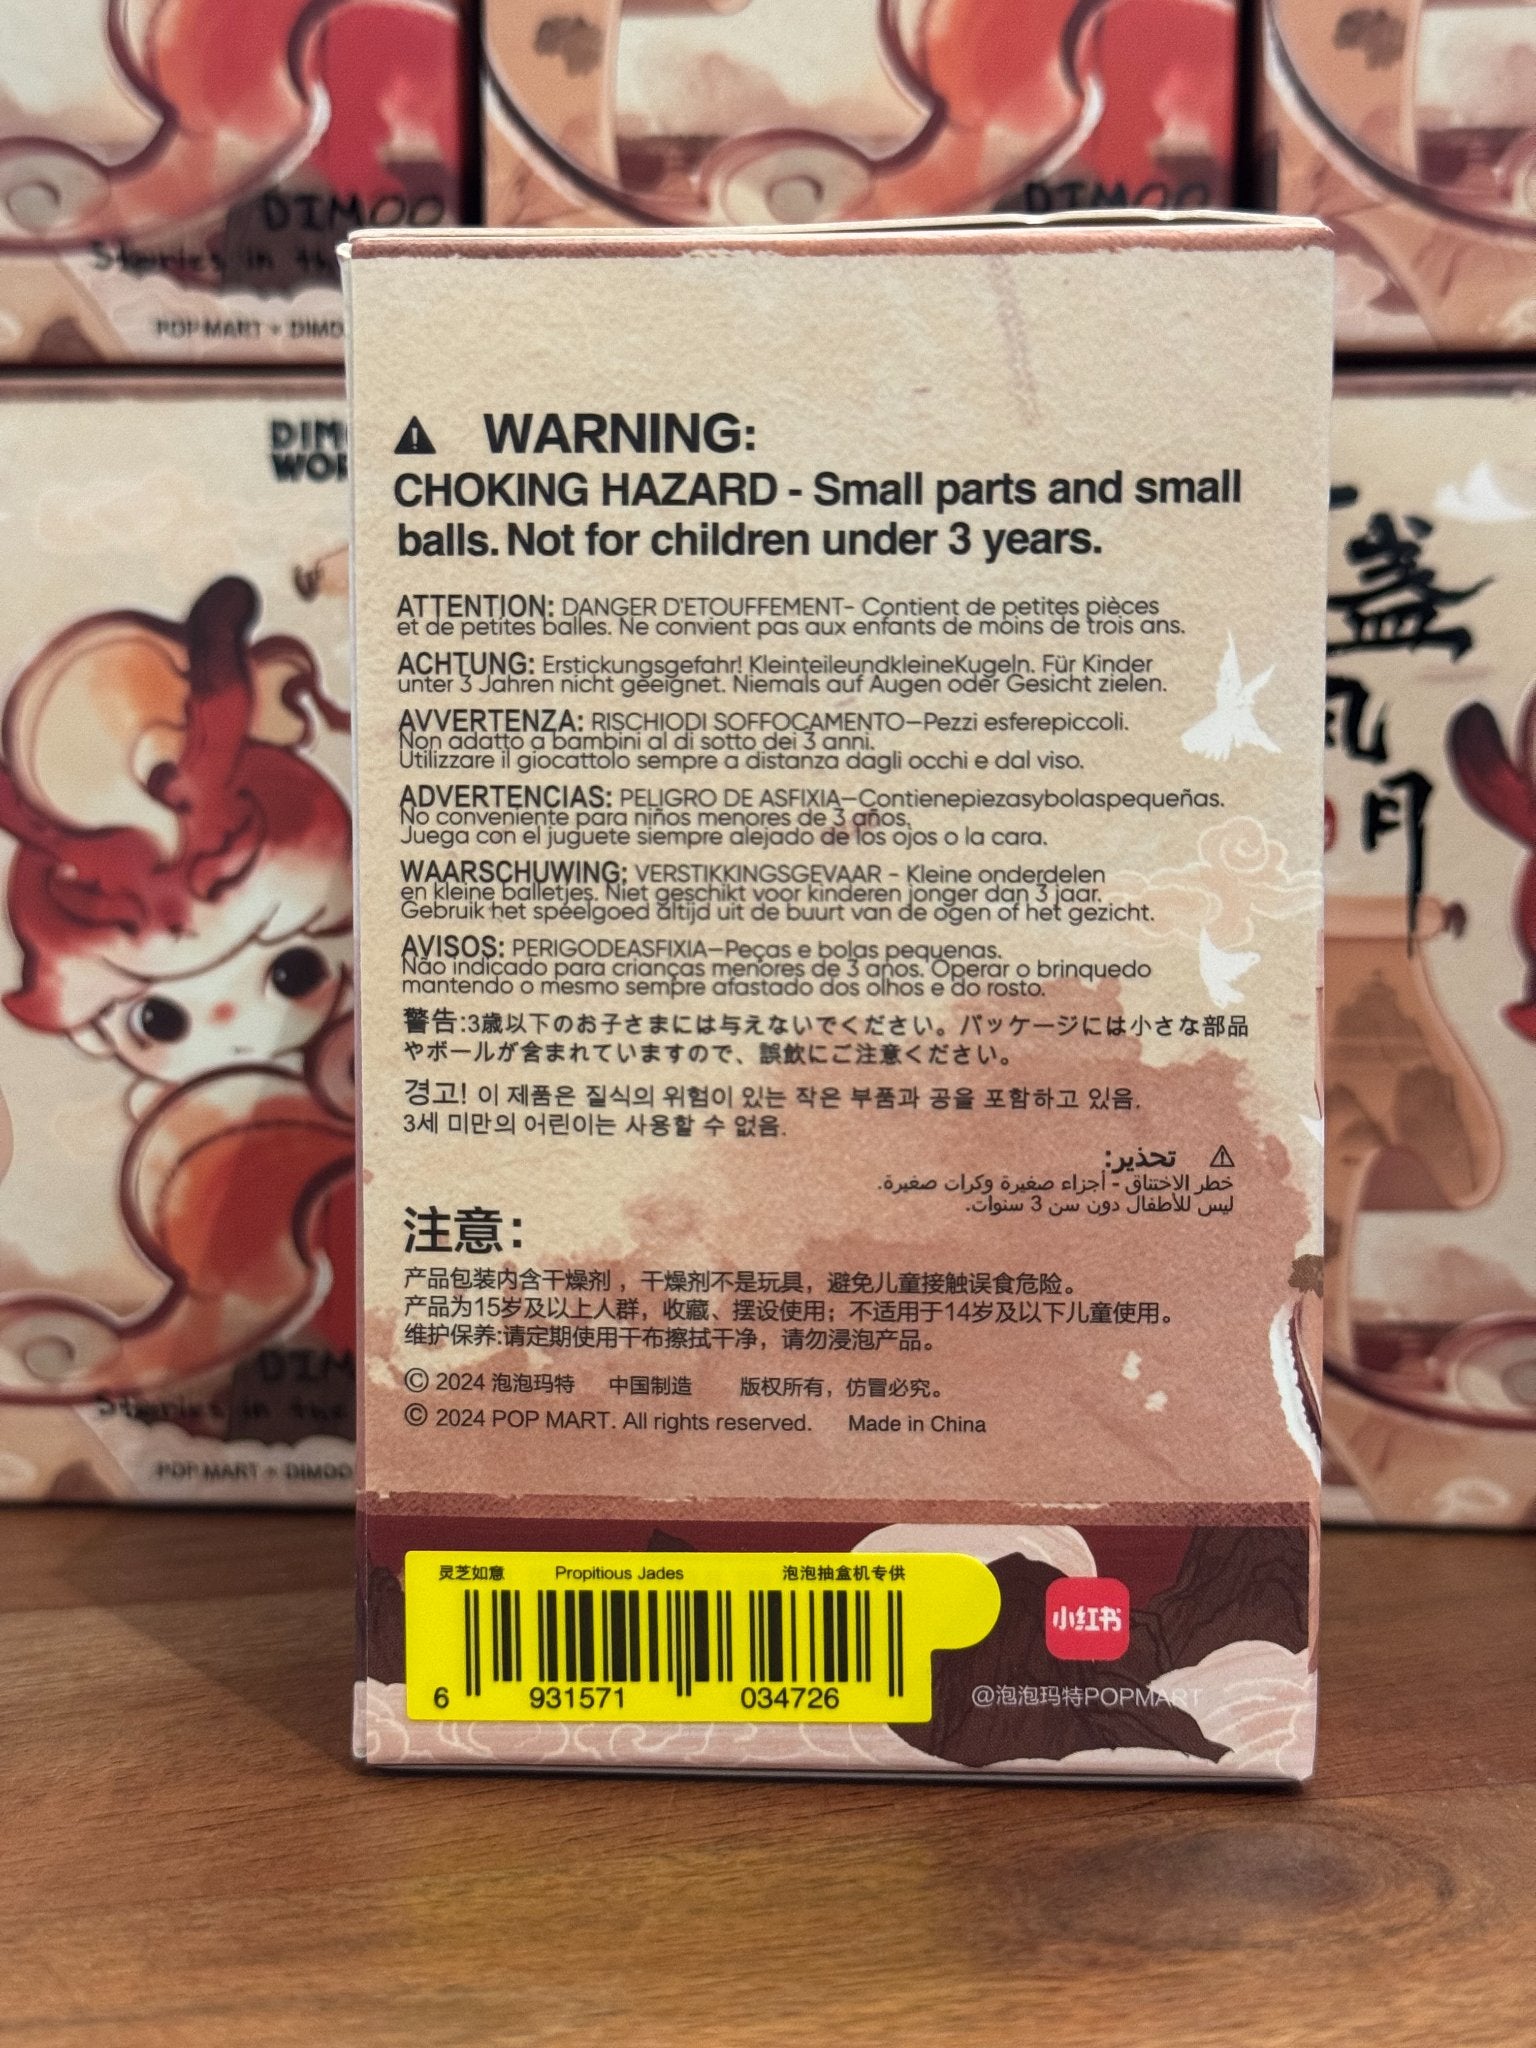 DIMOO
Stories in th
POP MART × DIMO
DIMOO
DIM
WOR
盏
风
月
WARNING:
CHOKING HAZARD - Small parts and small
balls. Not for children under 3 years.
ATTENTION: DANGER D'ETOUFFEMENT- Contient de petites pièces
et de petites balles. Ne convient pas aux enfants de moins de trois ans.
ACHTUNG: Erstickungsgefahr! KleinteileundkleineKugeln. Für Kinder
unter 3 Jahren nicht geeignet. Niemals auf Augen oder Gesicht zielen.
AVVERTENZA: RISCHIODI SOFFOCAMENTO—Pezzi esferepiccoli.
Non adatto a bambini al di sotto dei 3 anni.
Utilizzare il giocattolo sempre a distanza dagli occhi e dal viso.
ADVERTENCIAS: PELIGRO DE ASFIXIA—Contienepiezasybolaspequeñas.
No conveniente para niños menores de 3 años.
Juega con el juguete siempre alejado de los ojos o la cara.
WAARSCHUWING: VERSTIKKINGSGEVAAR - Kleine onderdelen
en kleine balletjes. Niet geschikt voor kinderen jonger dan 3 jaar.
Gebruik het speelgoed altijd uit de buurt van de ogen of het gezicht.
AVISOS: PERIGODEASFIXIA—Peças e bolas pequenas.
Não indicado para crianças menores de 3 anos. Operar o brinquedo
mantendo o mesmo sempre afastado dos olhos e do rosto.
警告:3歳以下のお子さまには与えないでください。パッケージには小さな部品
やボールが含まれていますので、誤飲にご注意ください。
경고! 이 제품은 질식의 위험이 있는 작은 부품과 공을 포함하고 있음.
3세 미만의 어린이는 사용할 수 없음.
تحذير:
خطر الاختناق - أجزاء صغيرة وكرات صغيرة.
ليس للأطفال دون سن 3 سنوات.
注意：
产品包装内含干燥剂，干燥剂不是玩具，避免儿童接触误食危险。
产品为15岁及以上人群，收藏、摆设使用；不适用于14岁及以下儿童使用。
维护保养:请定期使用干布擦拭干净，请勿浸泡产品。
© 2024 泡泡玛特 中国制造 版权所有，仿冒必究。
© 2024 POP MART. All rights reserved. Made in China
灵芝如意 Propitious Jades 泡泡抽盒机专供
6 931571 034726
小红书
@泡泡玛特POPMART
DIM
Stories in the
POP MART × DIMOO